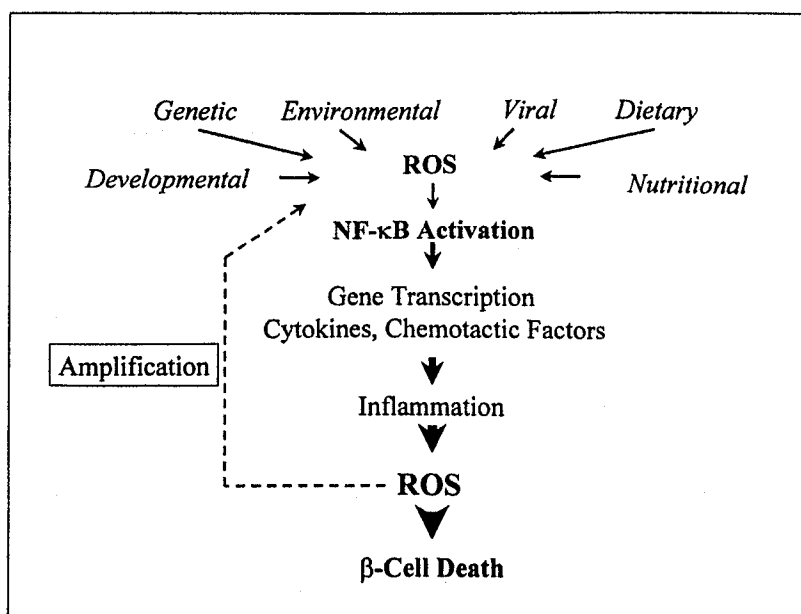 Genetic Environmental Viral Dietary
Developmental ROS Nutritional
NF-κB Activation
Gene Transcription
Cytokines, Chemotactic Factors
Amplification
Inflammation
ROS
β-Cell Death